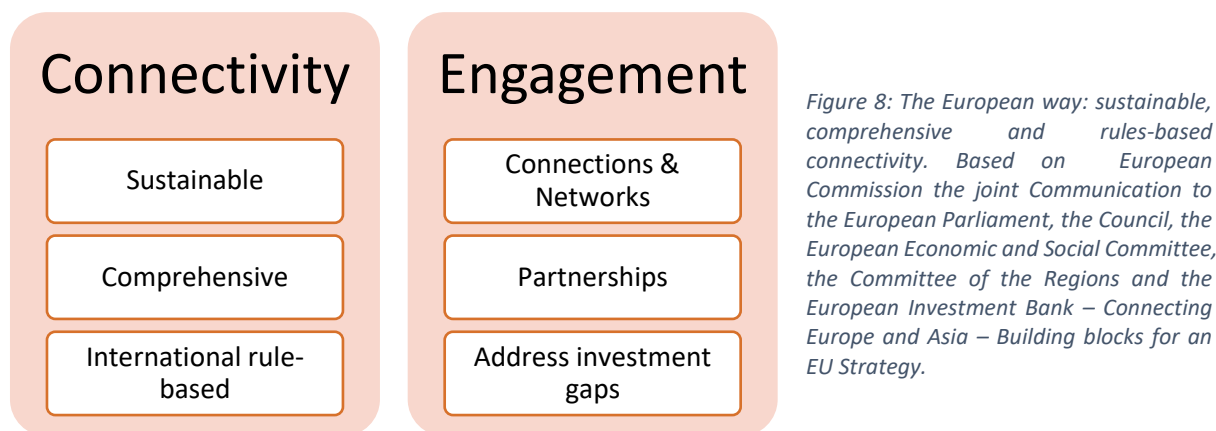 Connectivity
Sustainable
Comprehensive
International rule-
based
Engagement
Connections &
Networks
Partnerships
Address investment
gaps
Figure 8: The European way: sustainable,
comprehensive and rules-based
connectivity. Based on European
Commission the joint Communication to
the European Parliament, the Council, the
European Economic and Social Committee,
the Committee of the Regions and the
European Investment Bank – Connecting
Europe and Asia – Building blocks for an
EU Strategy.